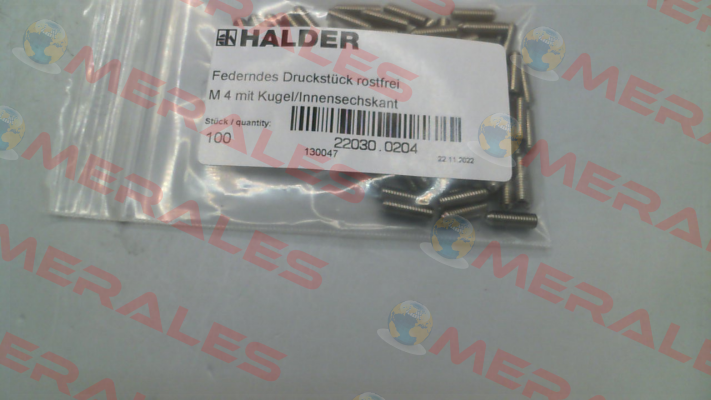 HALDER
Federndes Druckstück rostfrei
M 4 mit Kugel/Innensechskant
Stück / quantity:
100
22030.0204
130047
22.11.2022
MERALES
MERALES
MERALES
MERALES
MERALES